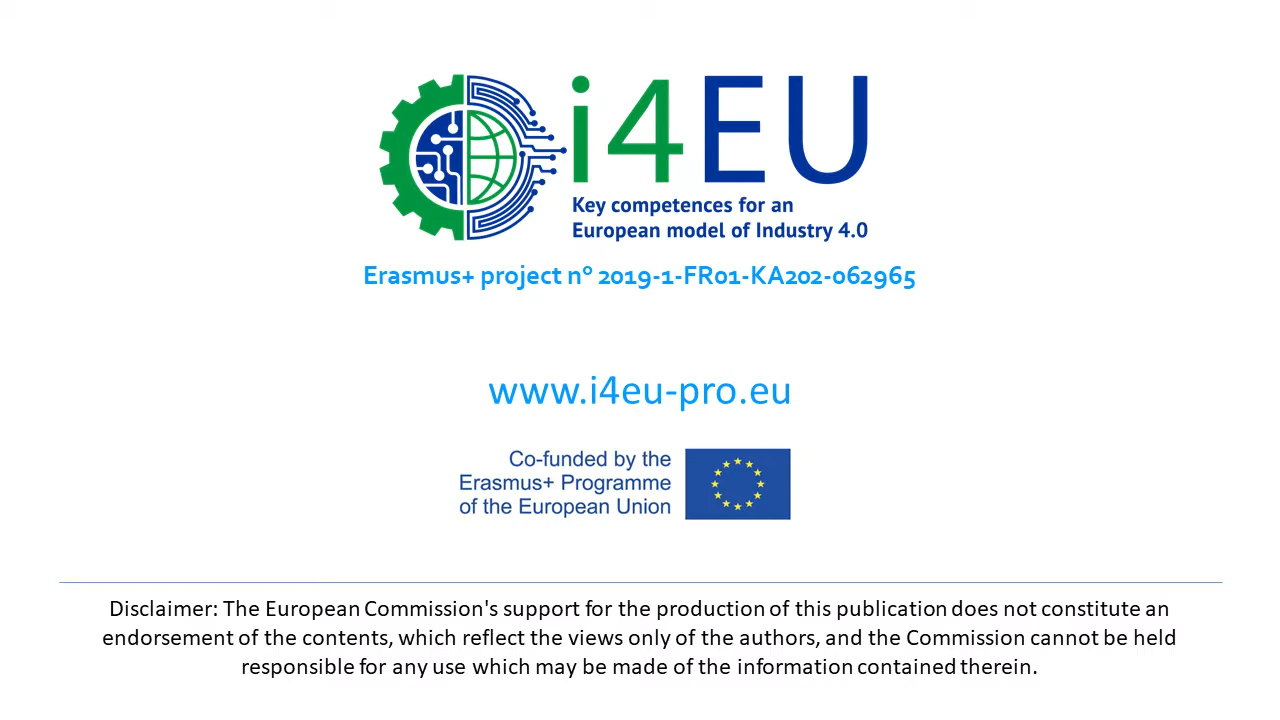 i4EU
Key competences for an
European model of Industry 4.0
Erasmus+ project n° 2019-1-FR01-KA202-062965
www.i4eu-pro.eu
Co-funded by the
Erasmus+ Programme
of the European Union
Disclaimer: The European Commission's support for the production of this publication does not constitute an
endorsement of the contents, which reflect the views only of the authors, and the Commission cannot be held
responsible for any use which may be made of the information contained therein.